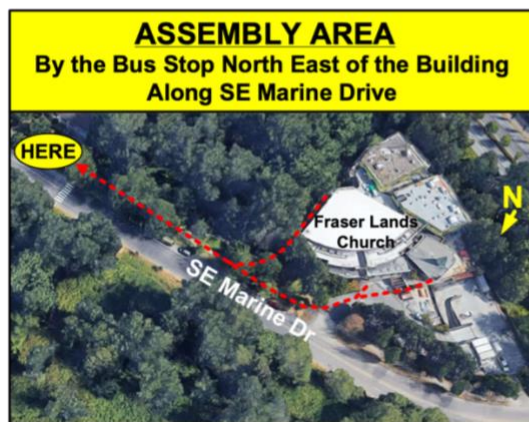 ASSEMBLY AREA
By the Bus Stop North East of the Building
Along SE Marine Drive
HERE
N
Fraser Lands
Church
SE Marine Dr